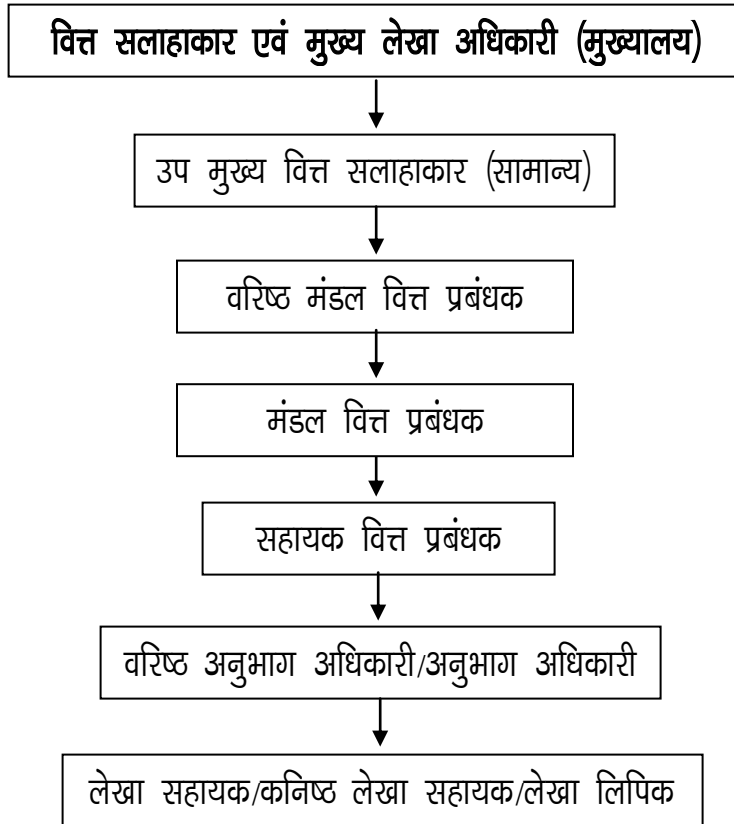 वित्त सलाहाकार एवं मुख्य लेखा अधिकारी (मुख्यालय)
उप मुख्य वित्त सलाहाकार (सामान्य)
वरिष्ठ मंडल वित्त प्रबंधक
मंडल वित्त प्रबंधक
सहायक वित्त प्रबंधक
वरिष्ठ अनुभाग अधिकारी/अनुभाग अधिकारी
लेखा सहायक/कनिष्ठ लेखा सहायक/लेखा लिपिक